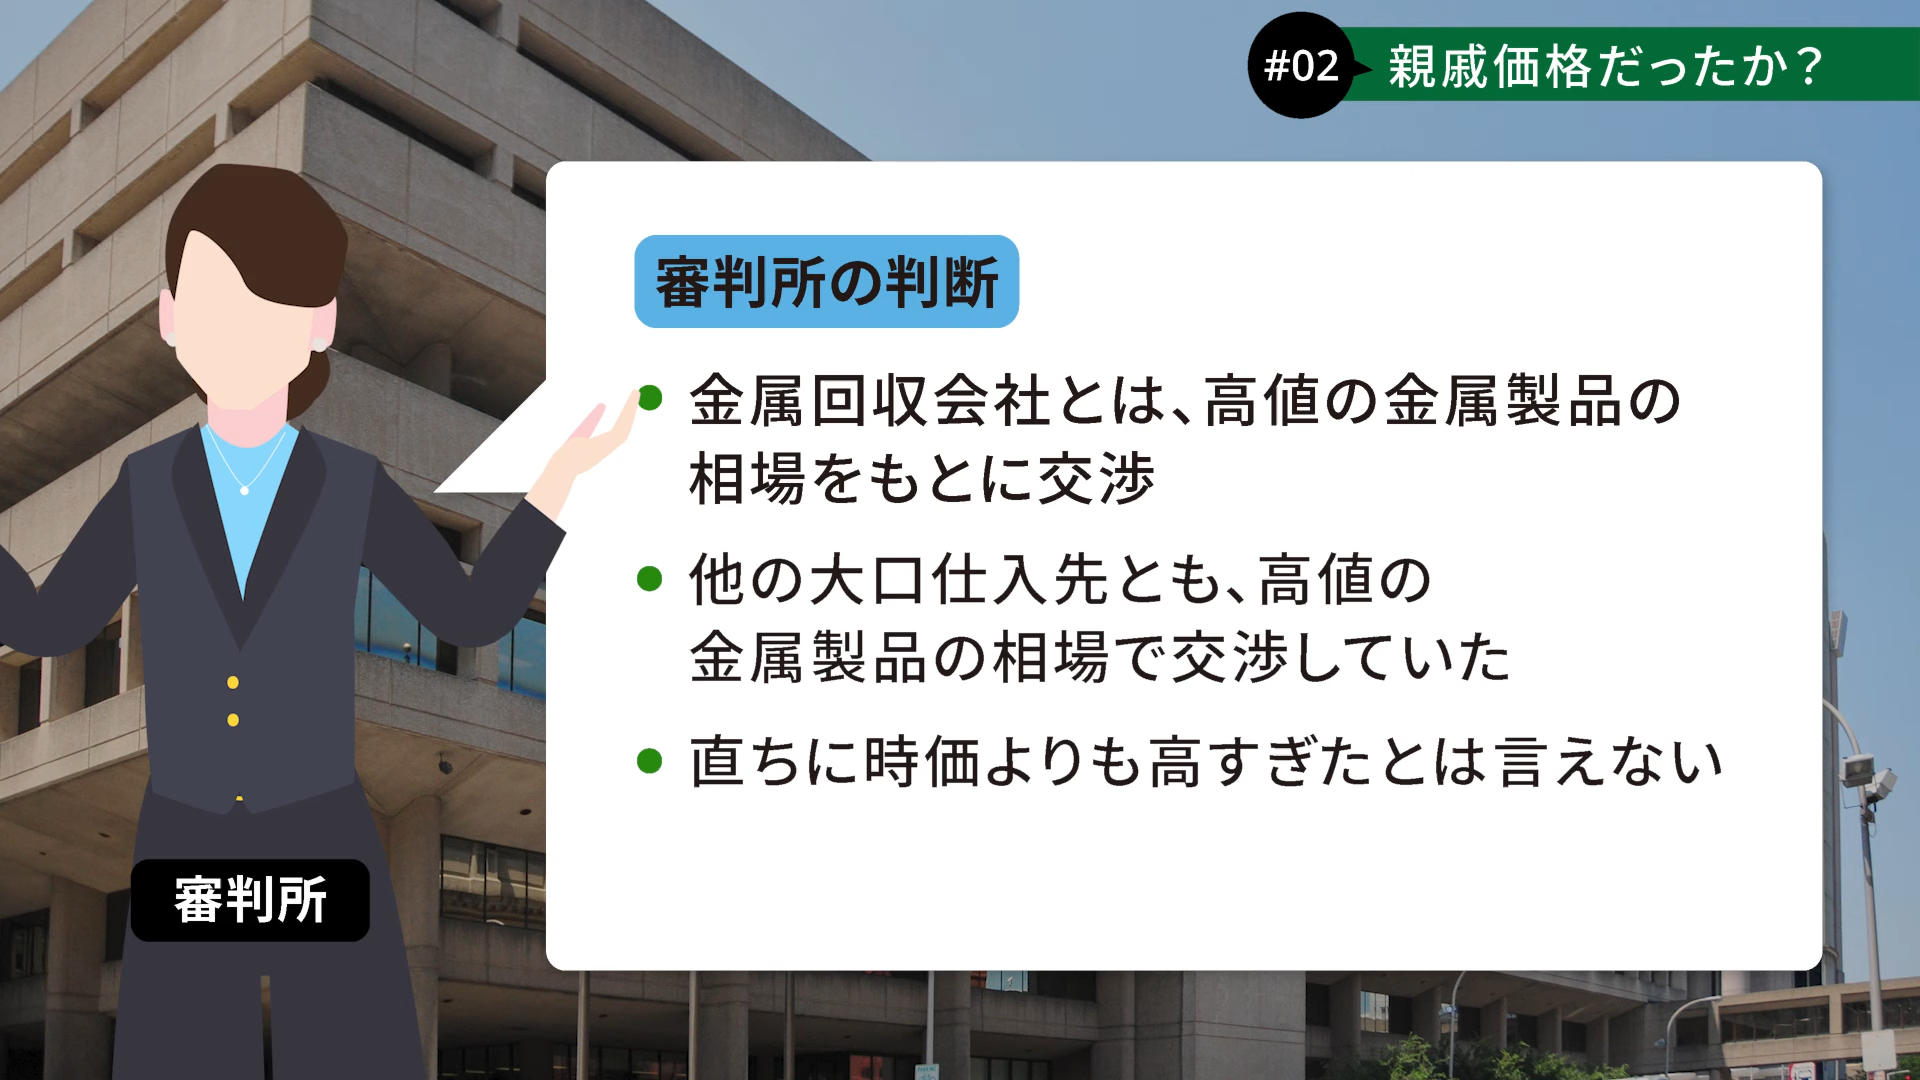 #02
親戚価格だったか？
審判所の判断
金属回収会社とは、高値の金属製品の
相場をもとに交渉
他の大口仕入先とも、高値の
金属製品の相場で交渉していた
直ちに時価よりも高すぎたとは言えない
審判所